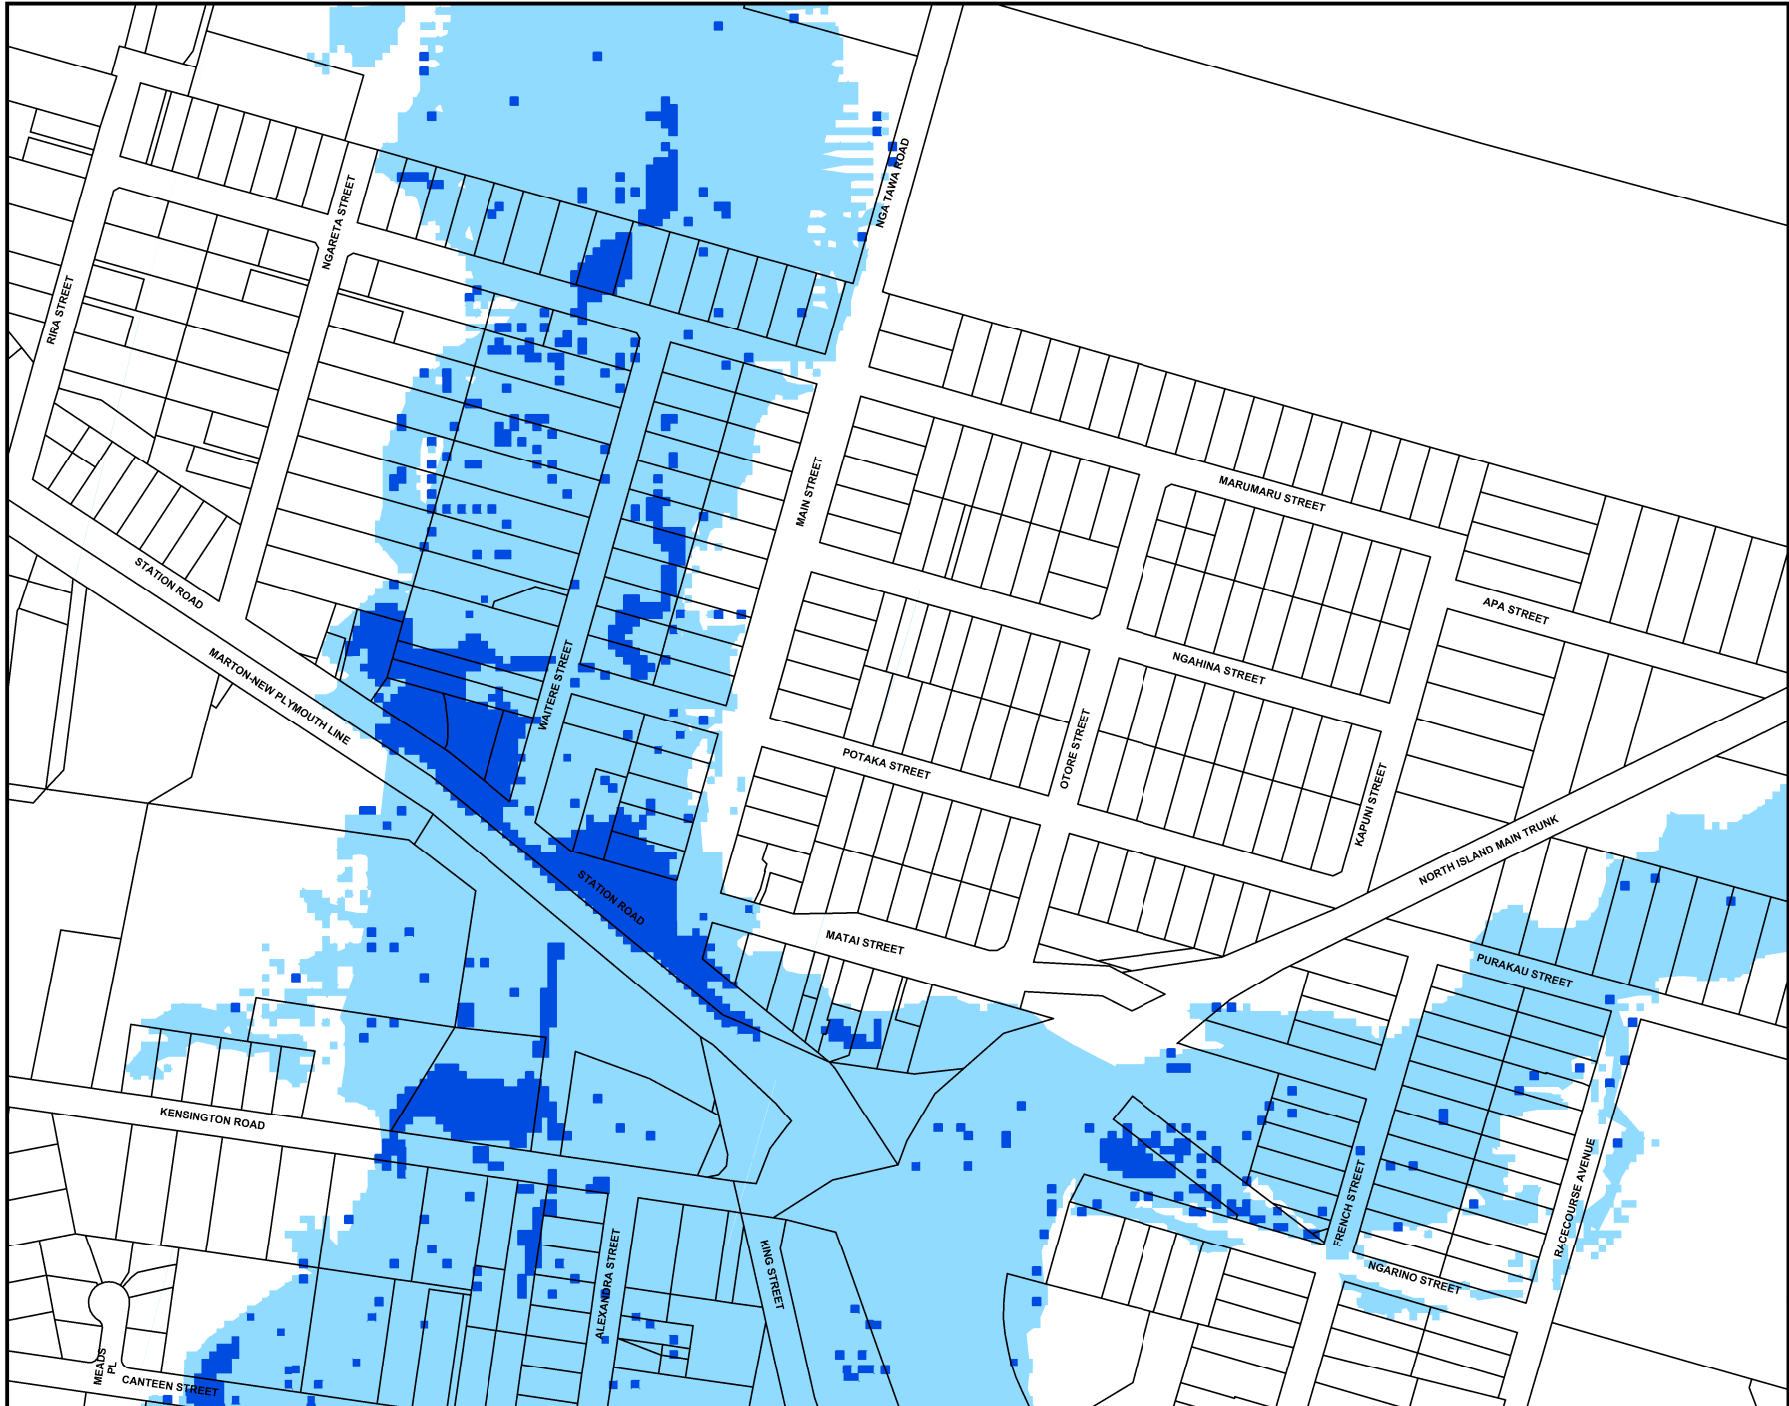 NGA TAWA ROAD
NGARETA STREET
RIRA STREET
MAIN STREET
MARUMARU STREET
STATION ROAD
APA STREET
MARTON-NEW PLYMOUTH LINE
WAITERE STREET
NGAHINA STREET
OTORE STREET
POTAKA STREET
KAPUNI STREET
NORTH ISLAND MAIN TRUNK
STATION ROAD
MATAI STREET
PURAKAU STREET
KENSINGTON ROAD
FRENCH STREET
RACECOURSE AVENUE
ALEXANDRA STREET
KING STREET
NGARINO STREET
MEADS
PL
CANTEEN STREET